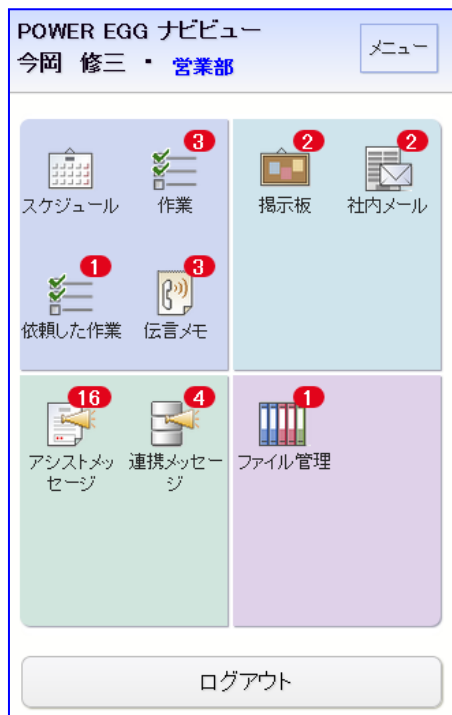 POWER EGG ナビビュー
メニュー
今岡 修三 ・ 営業部
3
2
2
スケジュール
作業
掲示板
社内メール
1
3
依頼した作業
伝言メモ
16
4
1
アシストメッ
セージ
連携メッセー
ジ
ファイル管理
ログアウト